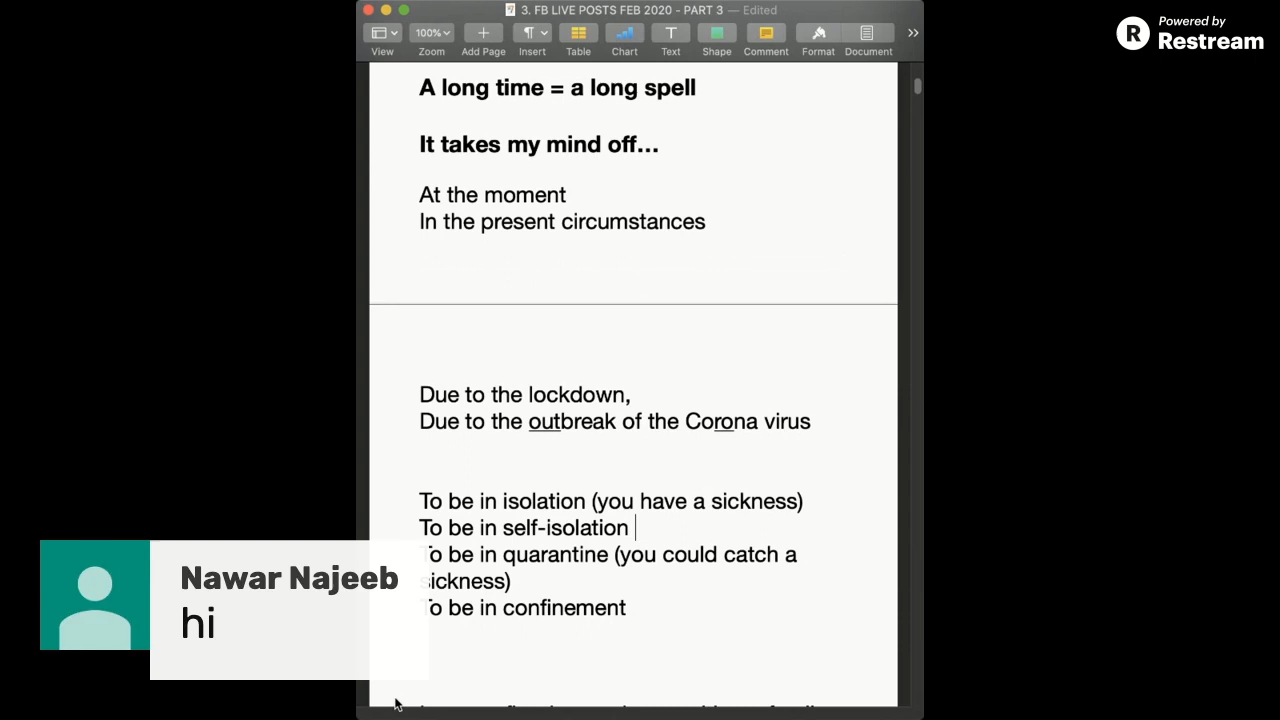 3. FB LIVE POSTS FEB 2020 - PART 3 — Edited
Powered by
Restream
R
100%
View Zoom Add Page Insert Table Chart Text Shape Comment Format Document
A long time = a long spell
It takes my mind off...
At the moment
In the present circumstances
Due to the lockdown,
Due to the outbreak of the Corona virus
To be in isolation (you have a sickness)
To be in self-isolation
To be in quarantine (you could catch a
sickness)
To be in confinement
Nawar Najeeb
hi